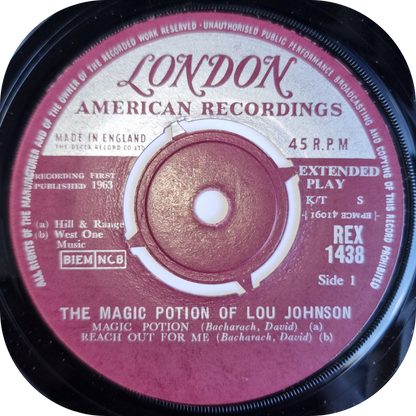 ALL RIGHTS OF THE MANUFACTURER AND OF THE OWNER OF THE RECORDED WORK RESERVED · UNAUTHORISED PUBLIC PERFORMANCE BROADCASTING AND COPYING OF THIS RECORD PROHIBITED
LONDON
AMERICAN RECORDINGS
MADE IN ENGLAND
THE DECCA RECORD CO LTD
45 R.P.M
RECORDING FIRST
PUBLISHED 1963
EXTENDED
PLAY
K/T S
(a) Hill & Range
(b) West One
Music
BIEM NCB
REX
1438
Side 1
THE MAGIC POTION OF LOU JOHNSON
MAGIC POTION (Bacharach, David) (a)
REACH OUT FOR ME (Bacharach, David) (b)